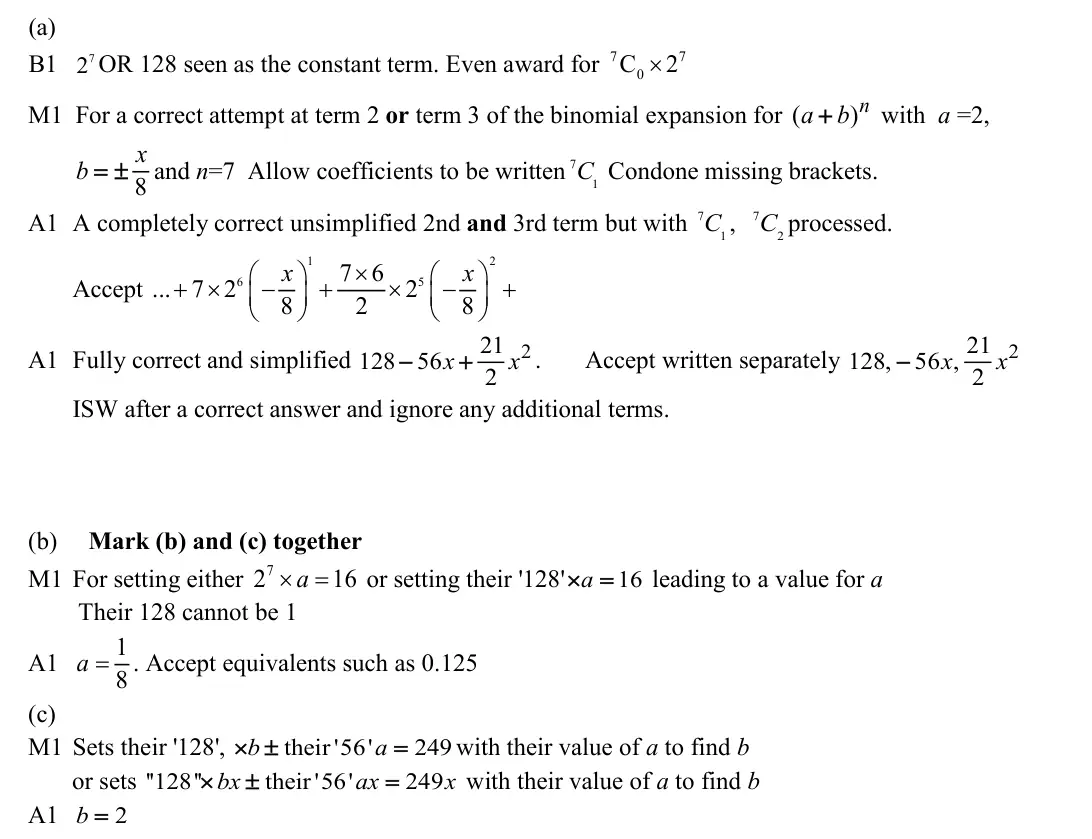 (a)
B1 2⁷ OR 128 seen as the constant term. Even award for ⁷C₀ × 2⁷
M1 For a correct attempt at term 2 or term 3 of the binomial expansion for (a + b)ⁿ with a =2,
b = ± x/8 and n=7 Allow coefficients to be written ⁷C₁ Condone missing brackets.
A1 A completely correct unsimplified 2nd and 3rd term but with ⁷C₁, ⁷C₂ processed.
Accept ... + 7 × 2⁶ (− x/8)¹ + (7 × 6)/2 × 2⁵ (− x/8)² +
A1 Fully correct and simplified 128 − 56x + 21/2 x². Accept written separately 128, − 56x, 21/2 x²
ISW after a correct answer and ignore any additional terms.
(b) Mark (b) and (c) together
M1 For setting either 2⁷ × a = 16 or setting their '128'×a = 16 leading to a value for a
Their 128 cannot be 1
A1 a = 1/8. Accept equivalents such as 0.125
(c)
M1 Sets their '128', ×b ± their '56' a = 249 with their value of a to find b
or sets "128"× bx ± their '56' ax = 249x with their value of a to find b
A1 b = 2